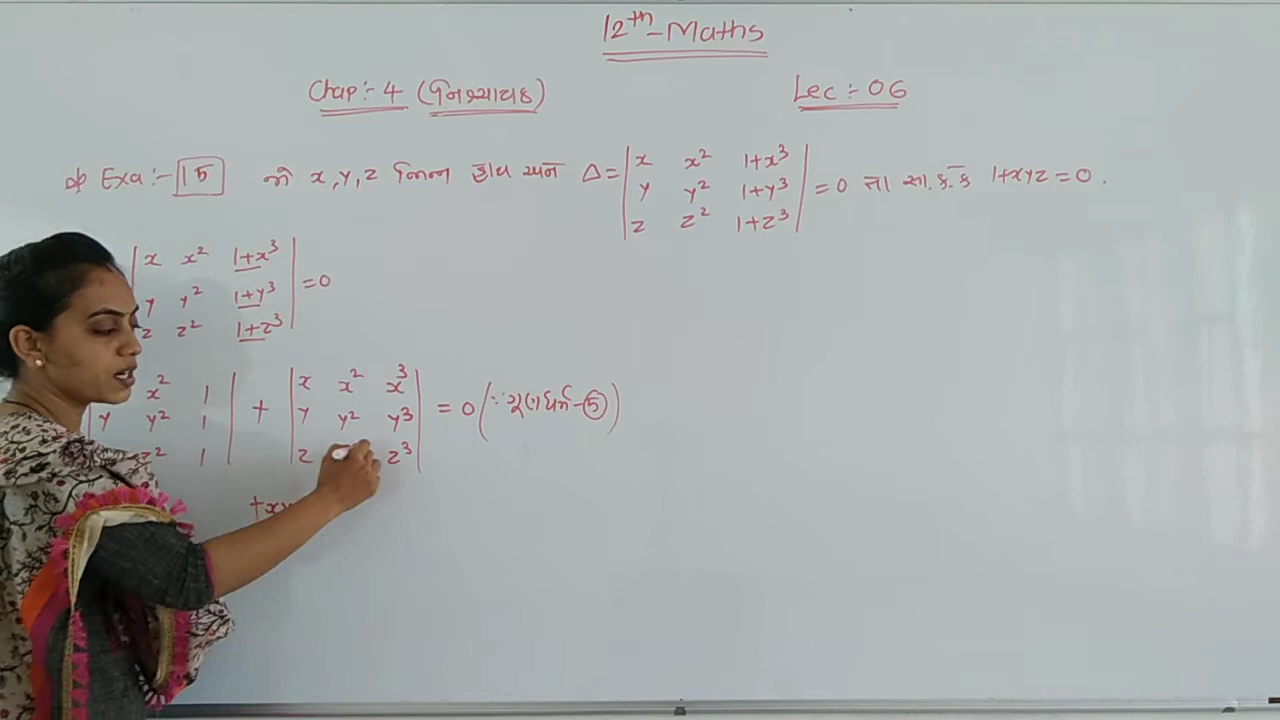 12th-Maths
Chap:- 4 (નિશ્ચાયક) Lec:- 06
Exa:- 15 જો x, y, z ભિન્ન હોય અને Δ= | x x² 1+x³ | =0 તો સા.ક.કે 1+xyz=0.
| y y² 1+y³ |
| z z² 1+z³ |
| x x² 1+x³ | =0
| y y² 1+y³ |
| z z² 1+z³ |
x² 1 | + | x x² x³ | = 0 (∵ ગુણધર્મ-5)
| y y² 1 | | y y² y³ |
z² 1 | | z z³ |
+xy